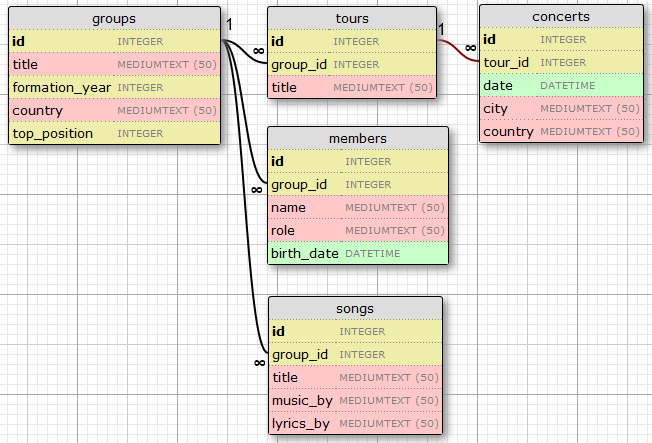 groups
id INTEGER
title MEDIUMTEXT (50)
formation_year INTEGER
country MEDIUMTEXT (50)
top_position INTEGER
1
∞
tours
id INTEGER
group_id INTEGER
title MEDIUMTEXT (50)
1
∞
concerts
id INTEGER
tour_id INTEGER
date DATETIME
city MEDIUMTEXT (50)
country MEDIUMTEXT (50)
members
id INTEGER
∞
group_id INTEGER
name MEDIUMTEXT (50)
role MEDIUMTEXT (50)
birth_date DATETIME
songs
id INTEGER
∞
group_id INTEGER
title MEDIUMTEXT (50)
music_by MEDIUMTEXT (50)
lyrics_by MEDIUMTEXT (50)